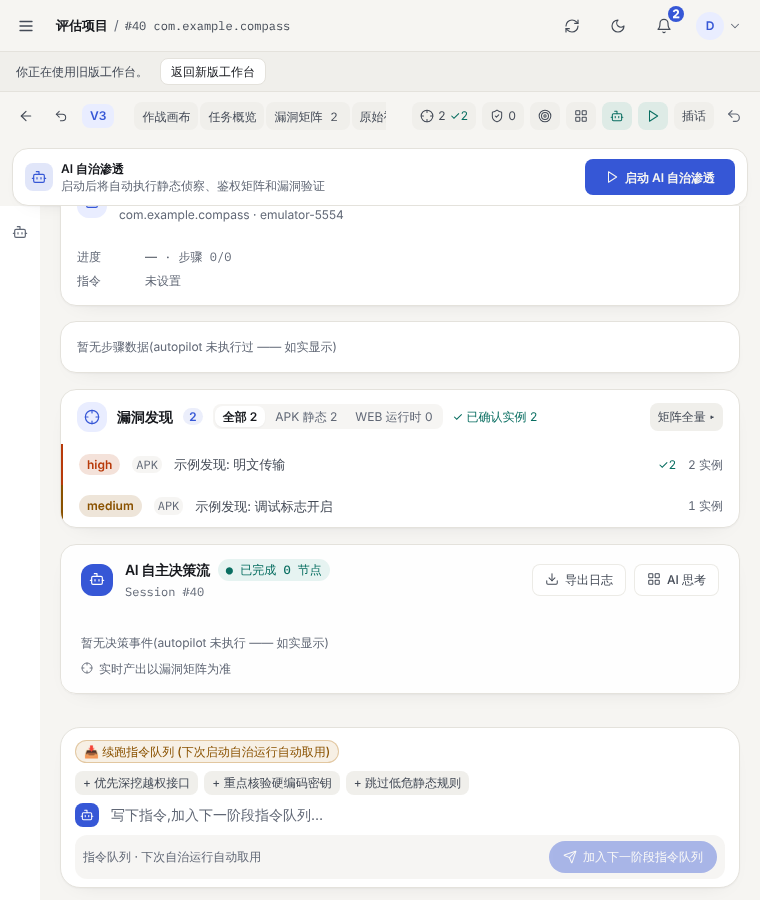 评估项目 / #40 com.example.compass 2 D
你正在使用旧版工作台。 返回新版工作台
V3 作战画布 任务概览 漏洞矩阵 2 原始 2 ✓2 0 插话
AI 自治渗透
启动后将自动执行静态侦察、鉴权矩阵和漏洞验证
启动 AI 自治渗透
com.example.compass · emulator-5554
进度 — · 步骤 0/0
指令 未设置
暂无步骤数据(autopilot 未执行过 —— 如实显示)
漏洞发现 2 全部 2 APK 静态 2 WEB 运行时 0 ✓ 已确认实例 2 矩阵全量 ▸
high APK 示例发现: 明文传输 ✓2 2 实例
medium APK 示例发现: 调试标志开启 1 实例
AI 自主决策流 ● 已完成 0 节点
Session #40
导出日志 AI 思考
暂无决策事件(autopilot 未执行 —— 如实显示)
实时产出以漏洞矩阵为准
📥 续跑指令队列 (下次启动自治运行自动取用)
+ 优先深挖越权接口 + 重点核验硬编码密钥 + 跳过低危静态规则
写下指令,加入下一阶段指令队列...
指令队列 · 下次自治运行自动取用 加入下一阶段指令队列